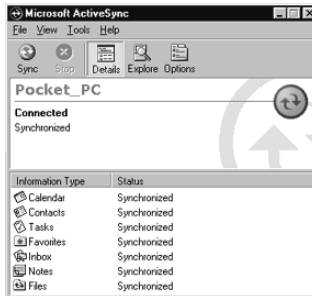 Microsoft ActiveSync
File View Tools Help
Sync Stop Details Explore Options
Pocket_PC
Connected
Synchronized
Information Type Status
Calendar Synchronized
Contacts Synchronized
Tasks Synchronized
Favorites Synchronized
Inbox Synchronized
Notes Synchronized
Files Synchronized